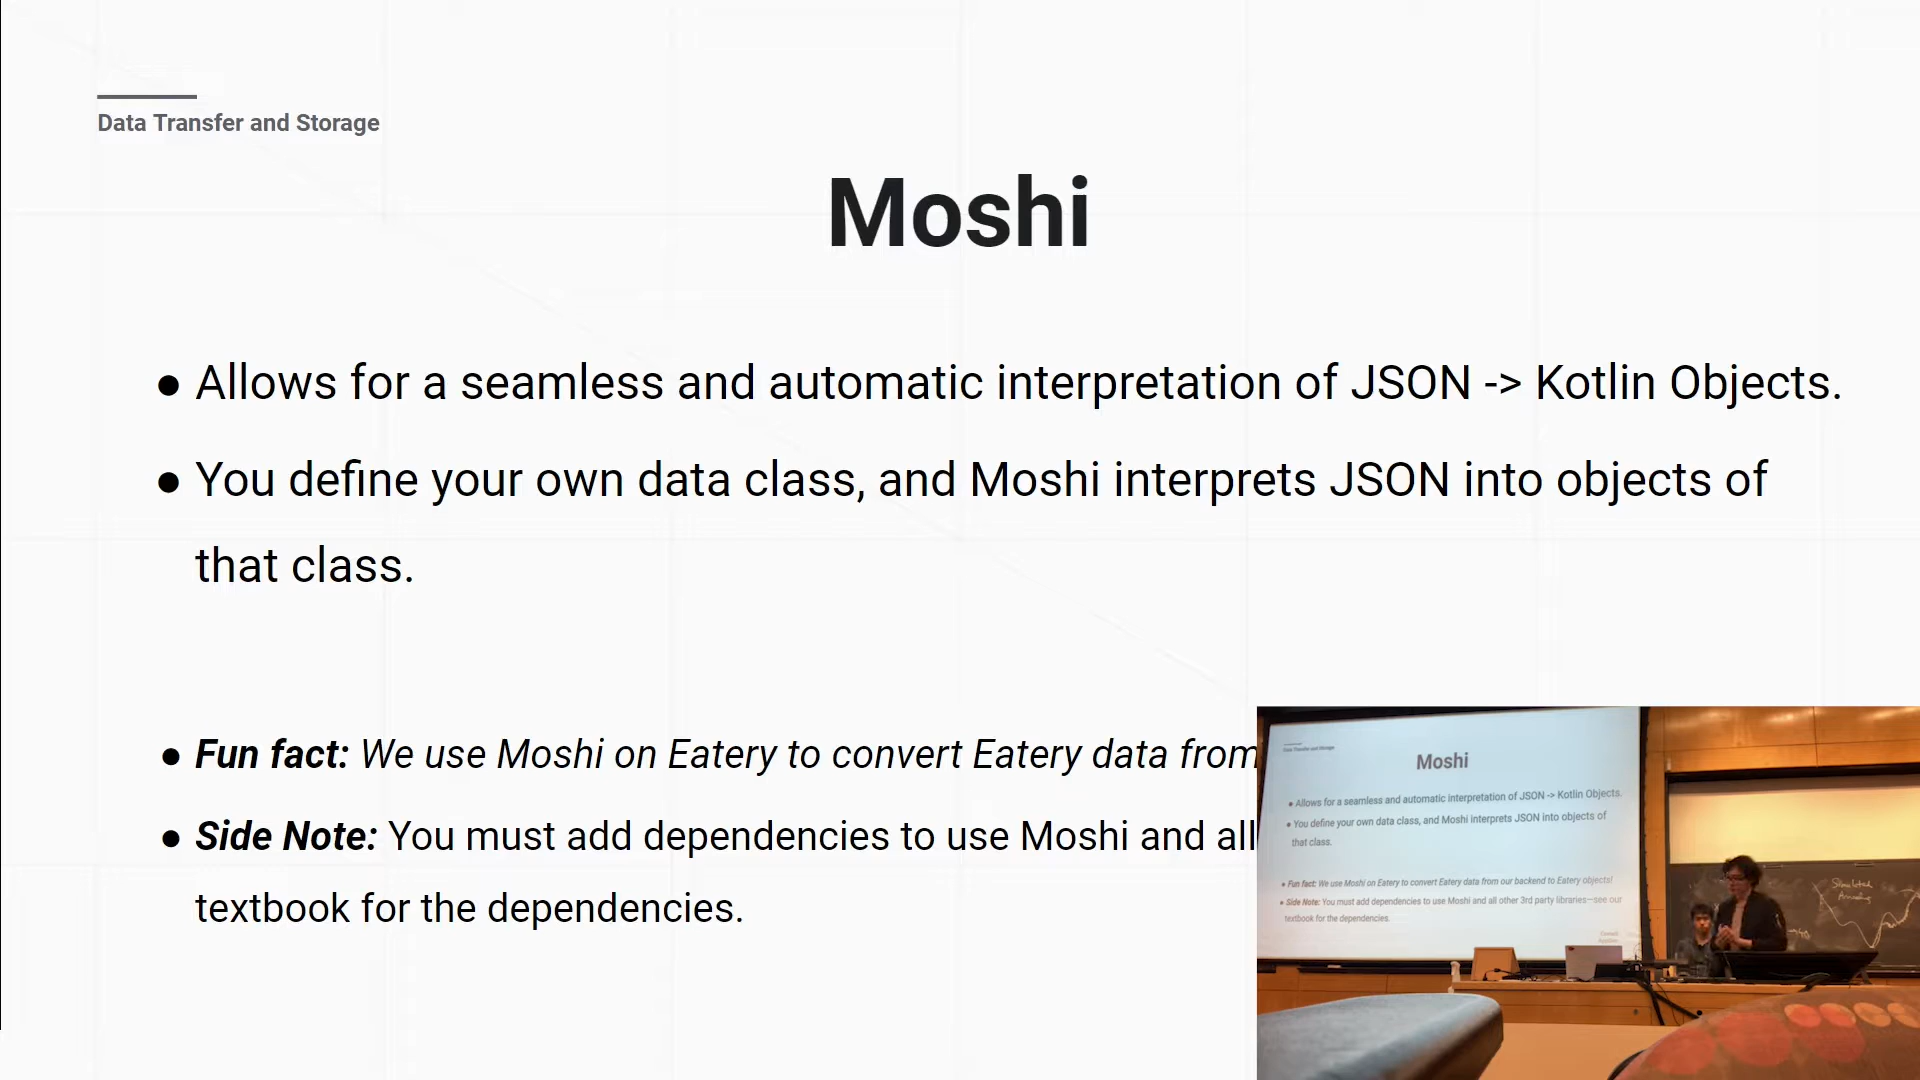 Data Transfer and Storage
Moshi
● Allows for a seamless and automatic interpretation of JSON -> Kotlin Objects.
● You define your own data class, and Moshi interprets JSON into objects of
that class.
● Fun fact: We use Moshi on Eatery to convert Eatery data from
● Side Note: You must add dependencies to use Moshi and all
textbook for the dependencies.
Data Transfer and Storage
Moshi
● Allows for a seamless and automatic interpretation of JSON -> Kotlin Objects.
● You define your own data class, and Moshi interprets JSON into objects of
that class.
● Fun fact: We use Moshi on Eatery to convert Eatery data from our backend to Eatery objects!
● Side Note: You must add dependencies to use Moshi and all other 3rd party libraries—see our
textbook for the dependencies.
Simulated
Annealing